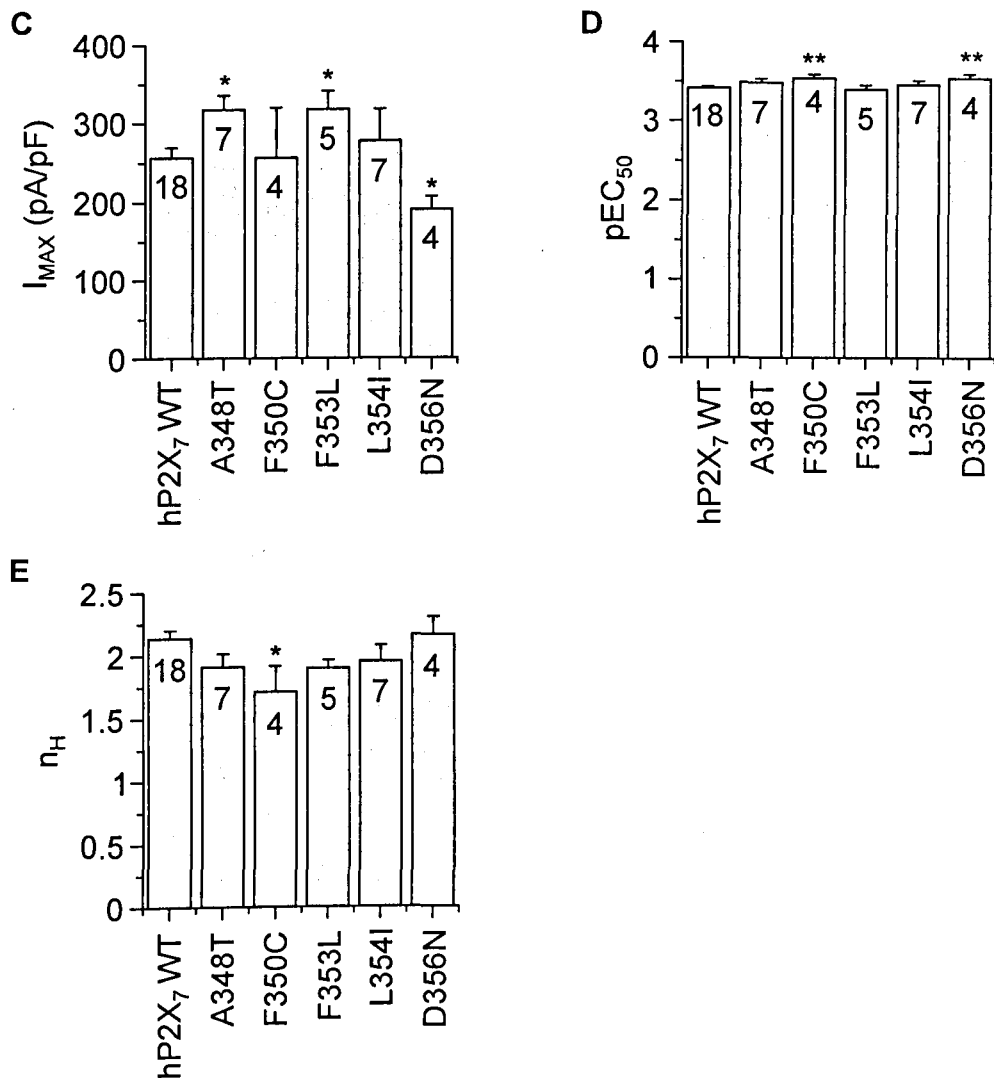 C
I_MAX (pA/pF)
400
300
200
100
0
*
*
*
18
7
4
5
7
4
hP2X₇ WT
A348T
F350C
F353L
L354I
D356N
D
pEC₅₀
4
3
2
1
0
**
**
18
7
4
5
7
4
hP2X₇ WT
A348T
F350C
F353L
L354I
D356N
E
n_H
2.5
2
1.5
1
0.5
0
*
18
7
4
5
7
4
hP2X₇ WT
A348T
F350C
F353L
L354I
D356N